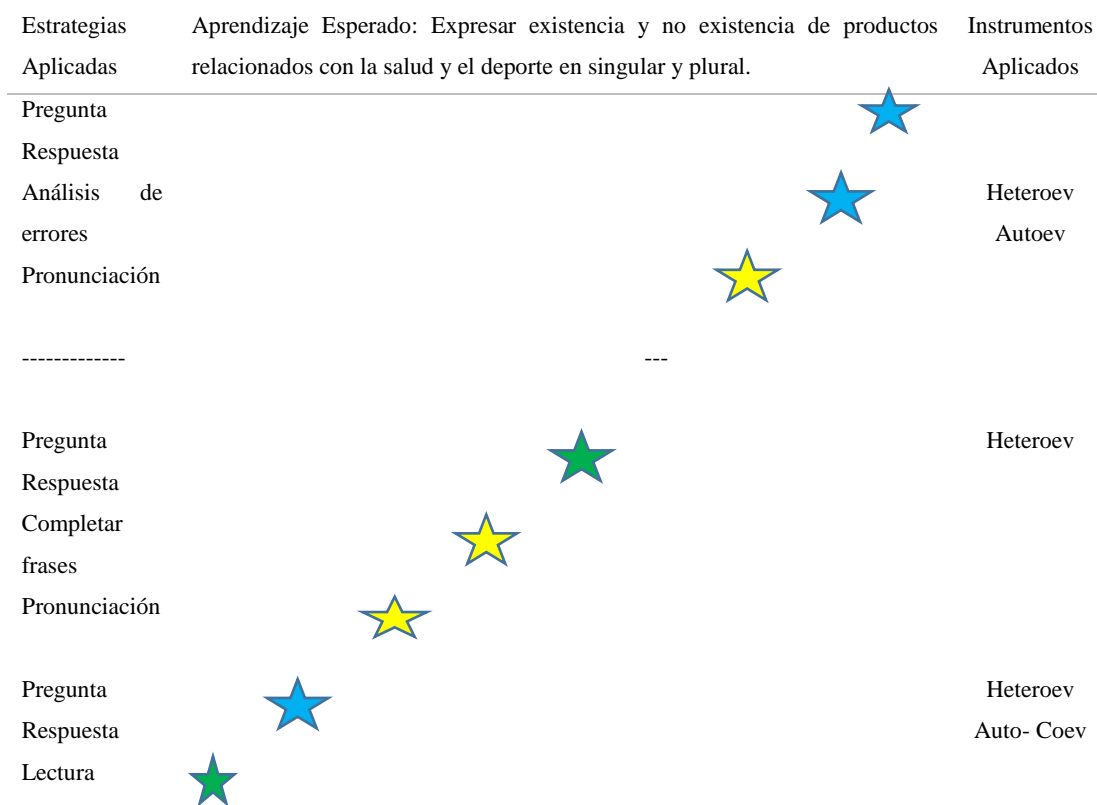 Estrategias Aprendizaje Esperado: Expresar existencia y no existencia de productos Instrumentos
Aplicadas relacionados con la salud y el deporte en singular y plural. Aplicados
Pregunta
Respuesta
Análisis de Heteroev
errores Autoev
Pronunciación
------------- ---
Pregunta Heteroev
Respuesta
Completar
frases
Pronunciación
Pregunta Heteroev
Respuesta Auto- Coev
Lectura